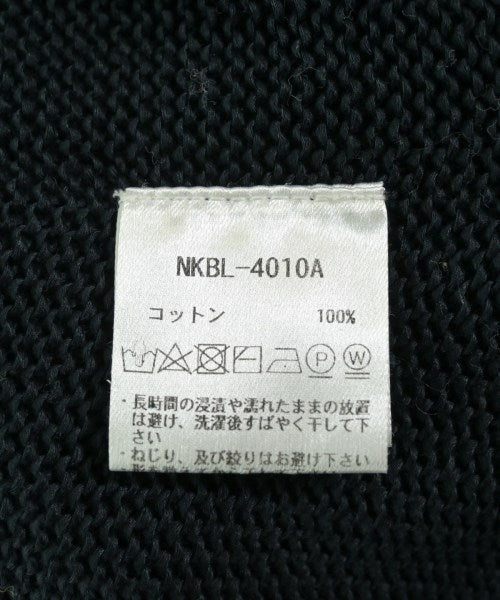 NKBL-4010A
コットン 100%
P W
・長時間の浸漬や濡れたままの放置
は避け、洗濯後すばやく干して下
さい
・ねじり、及び絞りはお避け下さい